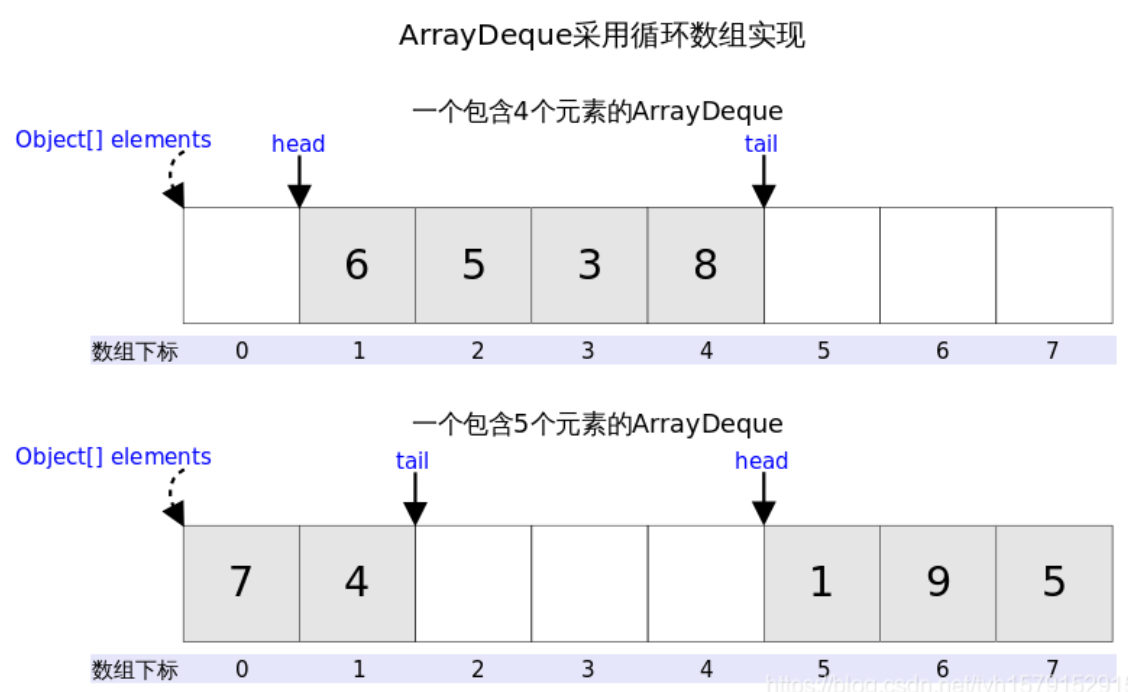 ArrayDeque采用循环数组实现
一个包含4个元素的ArrayDeque
Object[] elements head tail
6 5 3 8
数组下标 0 1 2 3 4 5 6 7
一个包含5个元素的ArrayDeque
Object[] elements tail head
7 4 1 9 5
数组下标 0 1 2 3 4 5 6 7
https://blog.csdn.net/jyh1579152915